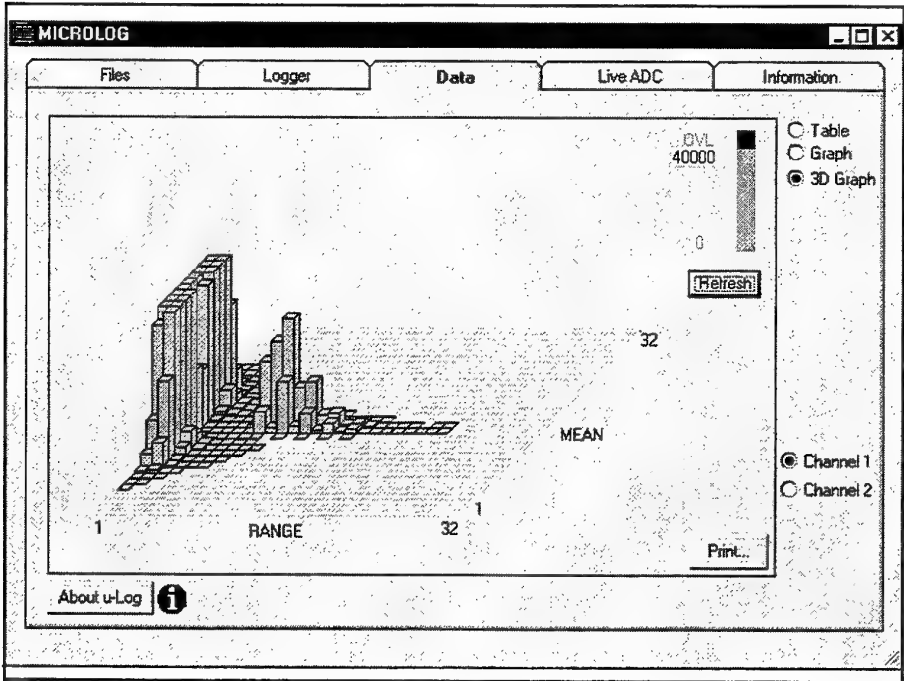 MICROLOG
Files Logger Data Live ADC Information
OVL
40000
0
Refresh
Table
Graph
3D Graph
32
MEAN
1
1 RANGE 32
Channel 1
Channel 2
Print...
About u-Log